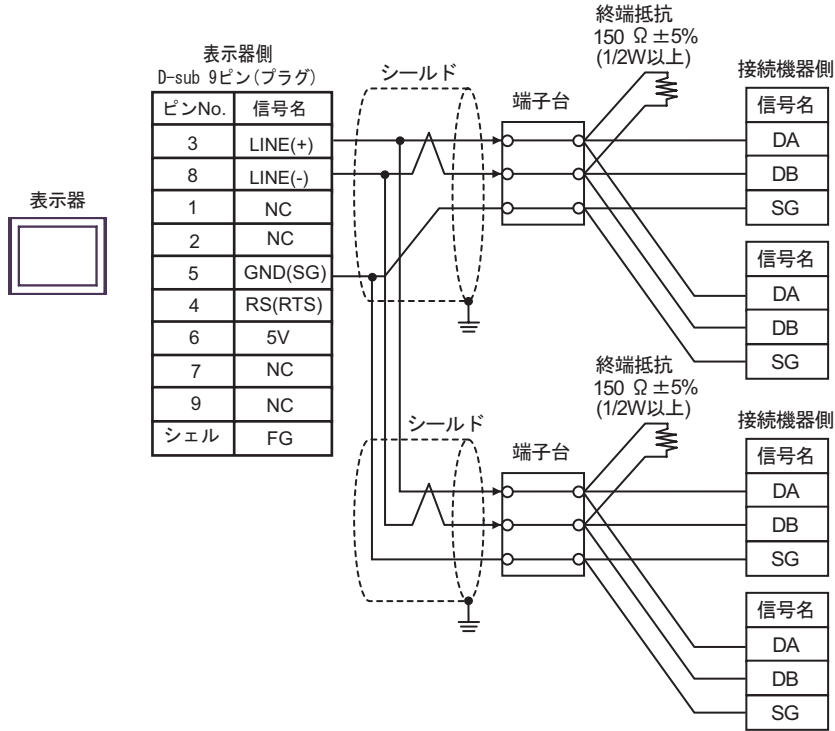 表示器
表示器側
D-sub 9ピン(プラグ)
ピンNo. 信号名
3 LINE(+)
8 LINE(-)
1 NC
2 NC
5 GND(SG)
4 RS(RTS)
6 5V
7 NC
9 NC
シェル FG
シールド
端子台
終端抵抗
150 Ω ±5%
(1/2W以上)
接続機器側
信号名
DA
DB
SG
信号名
DA
DB
SG
シールド
端子台
終端抵抗
150 Ω ±5%
(1/2W以上)
接続機器側
信号名
DA
DB
SG
信号名
DA
DB
SG